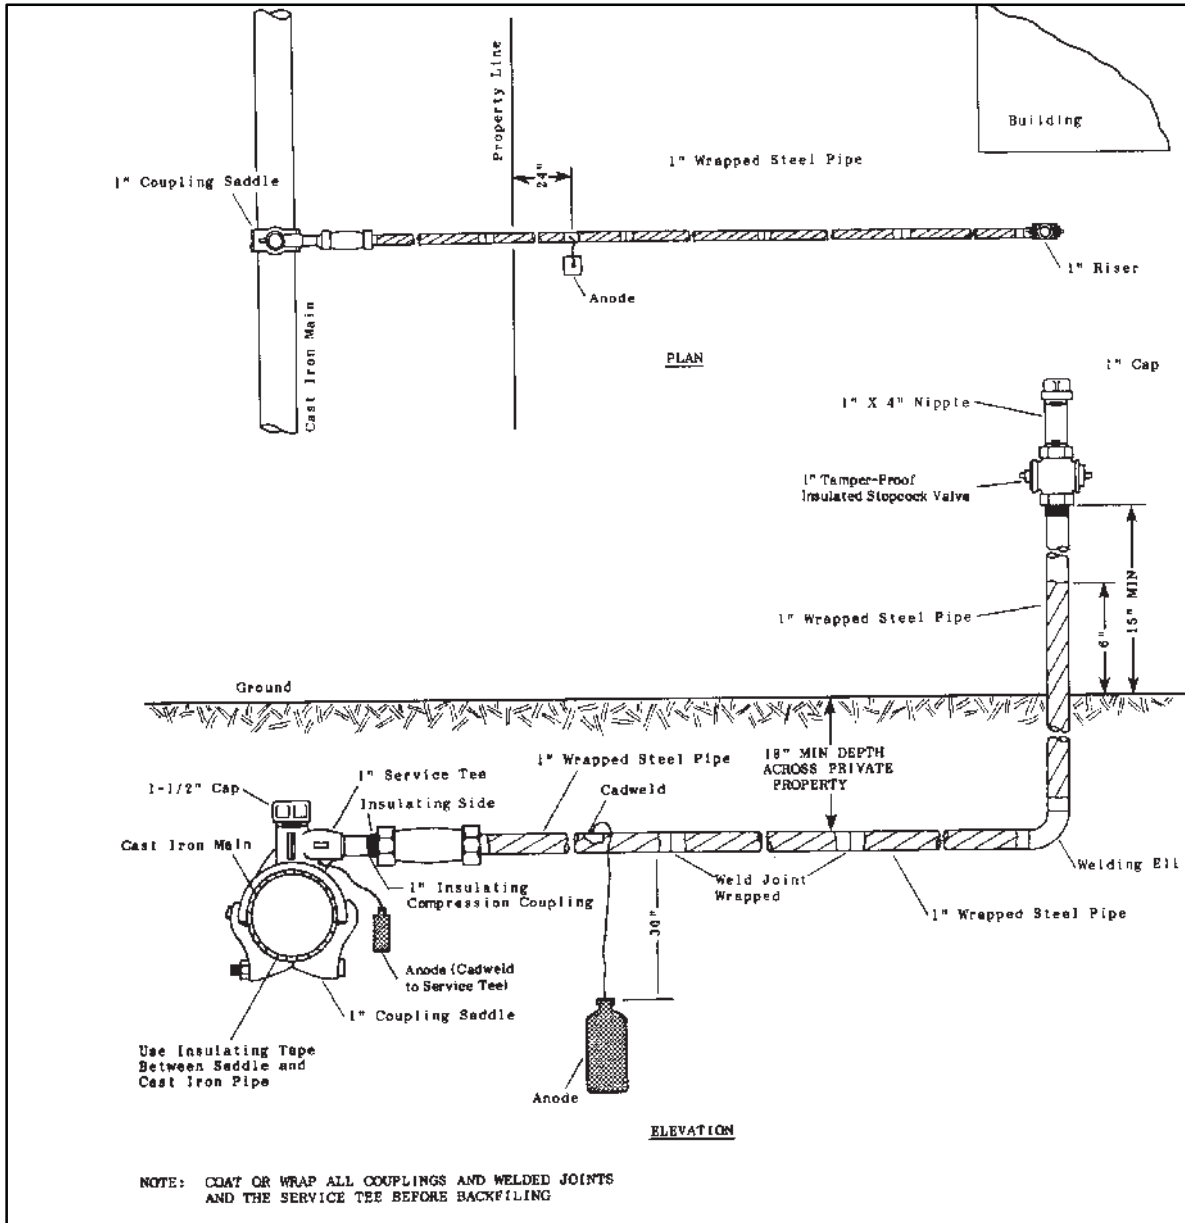 Property Line
Building
1" Wrapped Steel Pipe
1" Coupling Saddle
24"
1" Riser
Anode
Cast Iron Main
PLAN
1" Cap
1" X 4" Nipple
1" Tamper-Proof
Insulated Stopcock Valve
15" MIN
6"
1" Wrapped Steel Pipe
Ground
18" MIN DEPTH
ACROSS PRIVATE
PROPERTY
1" Wrapped Steel Pipe
1" Service Tee
1-1/2" Cap
Cadweld
Insulating Side
Cast Iron Main
Welding Ell
1" Insulating
Compression Coupling
Weld Joint
Wrapped
1" Wrapped Steel Pipe
30"
Anode (Cadweld
to Service Tee)
1" Coupling Saddle
Use Insulating Tape
Between Saddle and
Cast Iron Pipe
Anode
ELEVATION
NOTE: COAT OR WRAP ALL COUPLINGS AND WELDED JOINTS
AND THE SERVICE TEE BEFORE BACKFILING